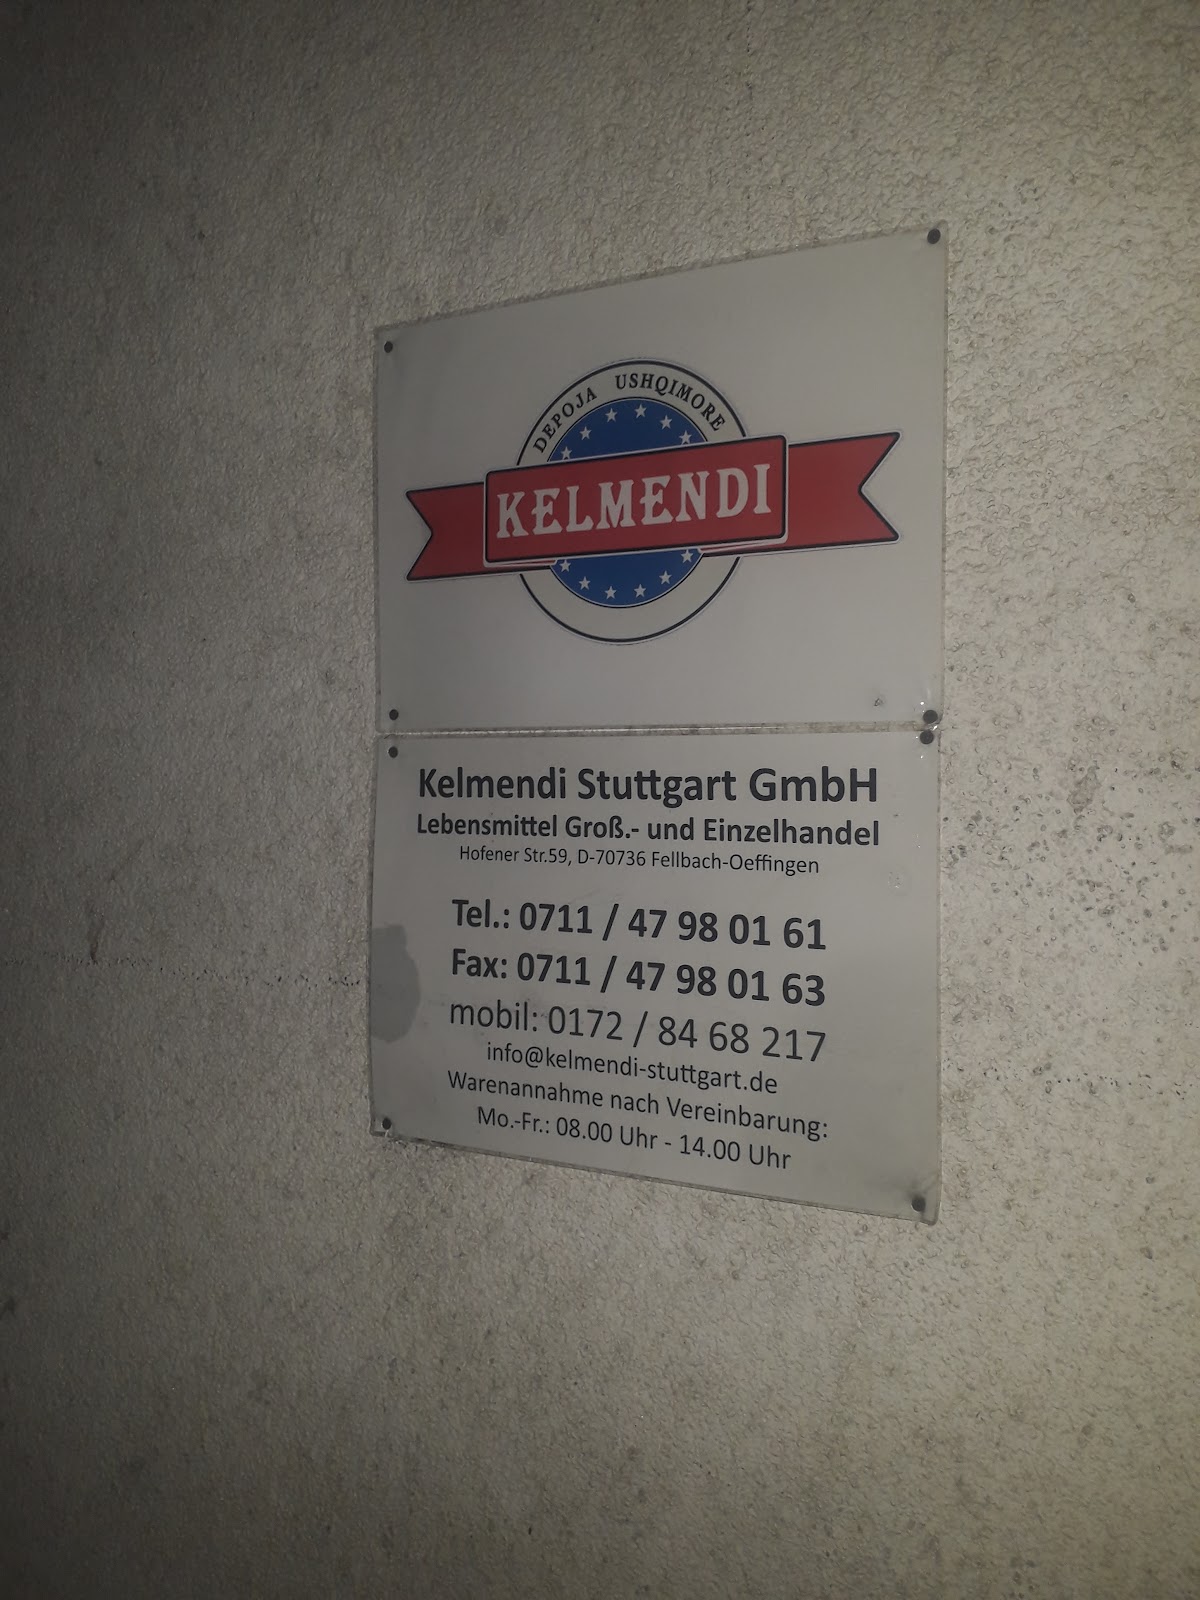 DEPOJA USHQIMORE
KELMENDI
Kelmendi Stuttgart GmbH
Lebensmittel Groß.- und Einzelhandel
Hofener Str.59, D-70736 Fellbach-Oeffingen
Tel.: 0711 / 47 98 01 61
Fax: 0711 / 47 98 01 63
mobil: 0172 / 84 68 217
info@kelmendi-stuttgart.de
Warenannahme nach Vereinbarung:
Mo.-Fr.: 08.00 Uhr - 14.00 Uhr